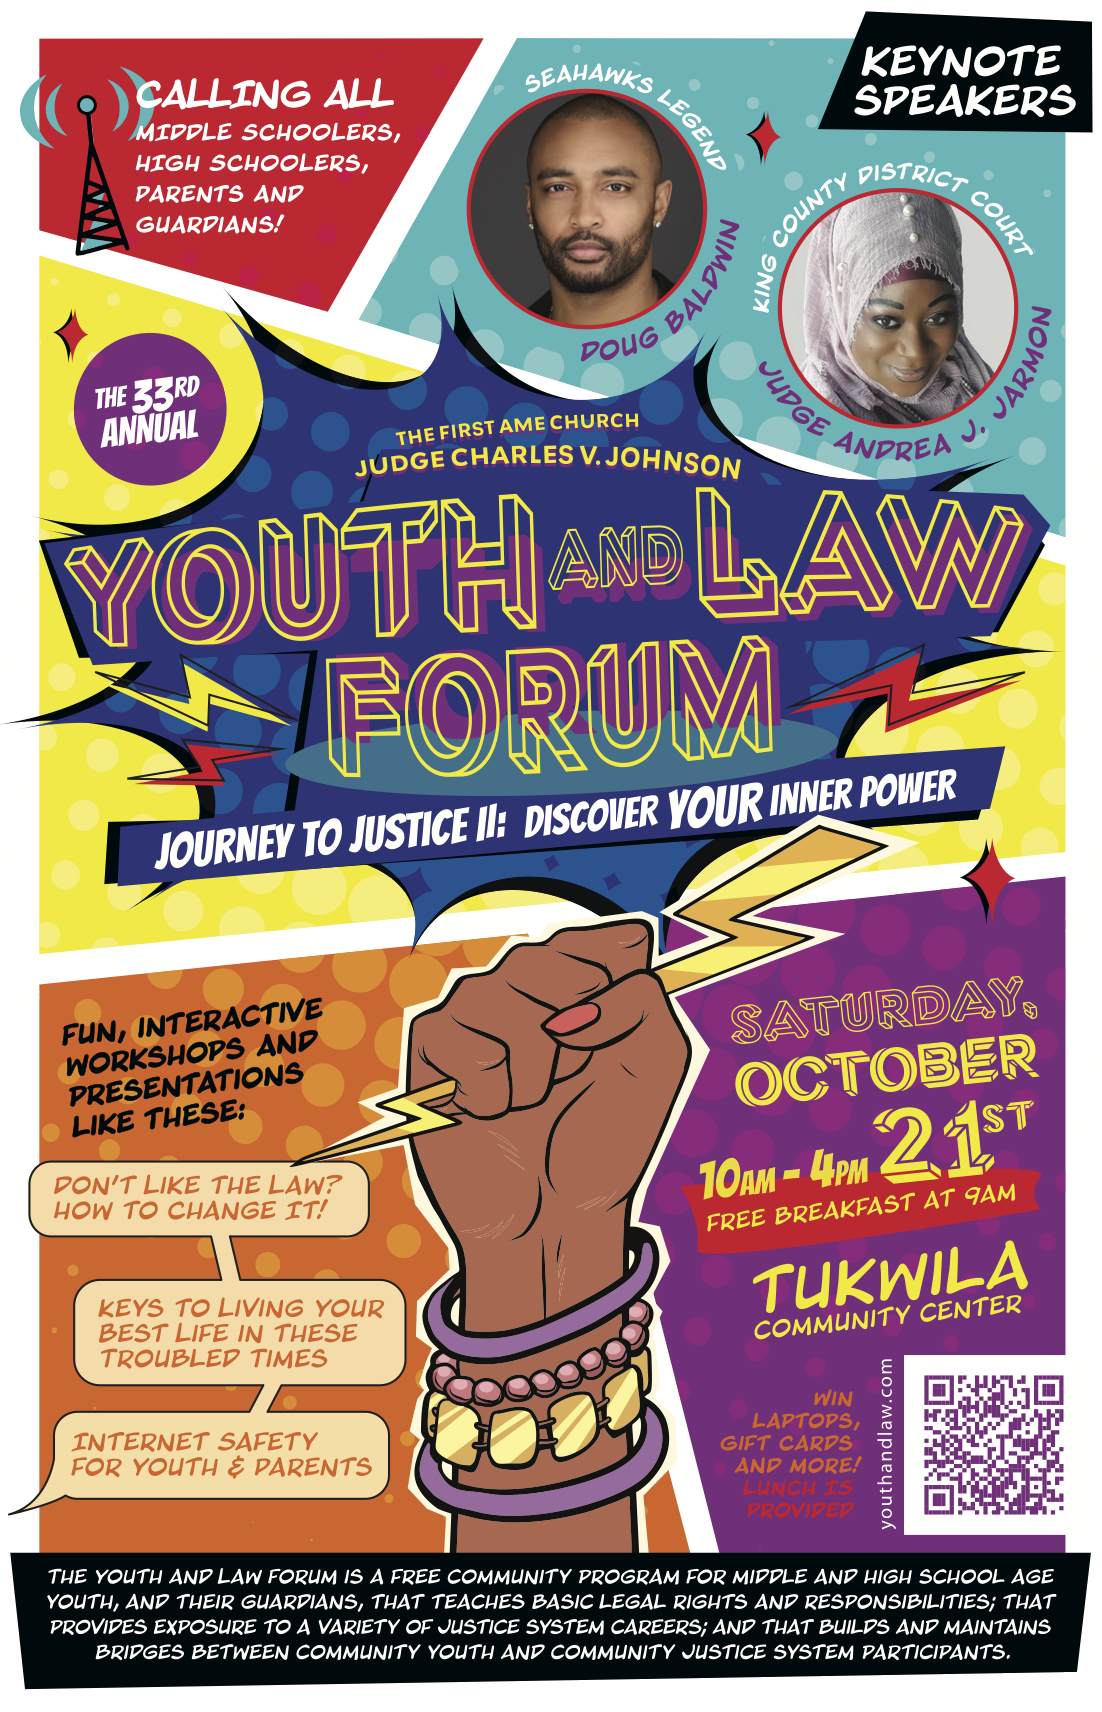 CALLING ALL
MIDDLE SCHOOLERS,
HIGH SCHOOLERS,
PARENTS AND
GUARDIANS!
KEYNOTE
SPEAKERS
SEAHAWKS LEGEND
DOUG BALDWIN
KING COUNTY DISTRICT COURT
JUDGE ANDREA J. JARMON
THE 33RD
ANNUAL
THE FIRST AME CHURCH
JUDGE CHARLES V. JOHNSON
YOUTH AND LAW
FORUM
JOURNEY TO JUSTICE II: DISCOVER YOUR INNER POWER
FUN, INTERACTIVE
WORKSHOPS AND
PRESENTATIONS
LIKE THESE:
DON'T LIKE THE LAW?
HOW TO CHANGE IT!
KEYS TO LIVING YOUR
BEST LIFE IN THESE
TROUBLED TIMES
INTERNET SAFETY
FOR YOUTH & PARENTS
SATURDAY,
OCTOBER
21ST
10AM - 4PM
FREE BREAKFAST AT 9AM
TUKWILA
COMMUNITY CENTER
WIN
LAPTOPS,
GIFT CARDS
AND MORE!
LUNCH IS
PROVIDED
youthandlaw.com
THE YOUTH AND LAW FORUM IS A FREE COMMUNITY PROGRAM FOR MIDDLE AND HIGH SCHOOL AGE
YOUTH, AND THEIR GUARDIANS, THAT TEACHES BASIC LEGAL RIGHTS AND RESPONSIBILITIES; THAT
PROVIDES EXPOSURE TO A VARIETY OF JUSTICE SYSTEM CAREERS; AND THAT BUILDS AND MAINTAINS
BRIDGES BETWEEN COMMUNITY YOUTH AND COMMUNITY JUSTICE SYSTEM PARTICIPANTS.